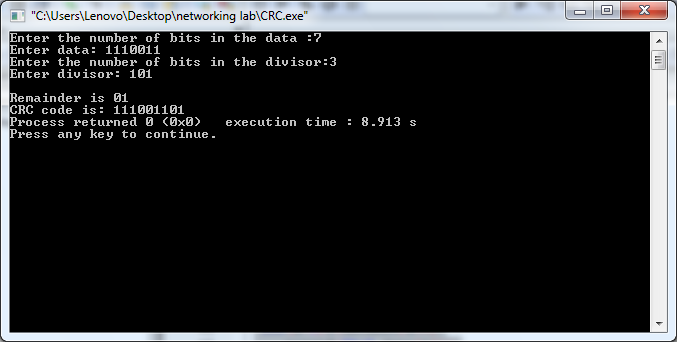 "C:\Users\Lenovo\Desktop\networking lab\CRC.exe"
Enter the number of bits in the data :7
Enter data: 1110011
Enter the number of bits in the divisor:3
Enter divisor: 101
Remainder is 01
CRC code is: 111001101
Process returned 0 (0x0)   execution time : 8.913 s
Press any key to continue.